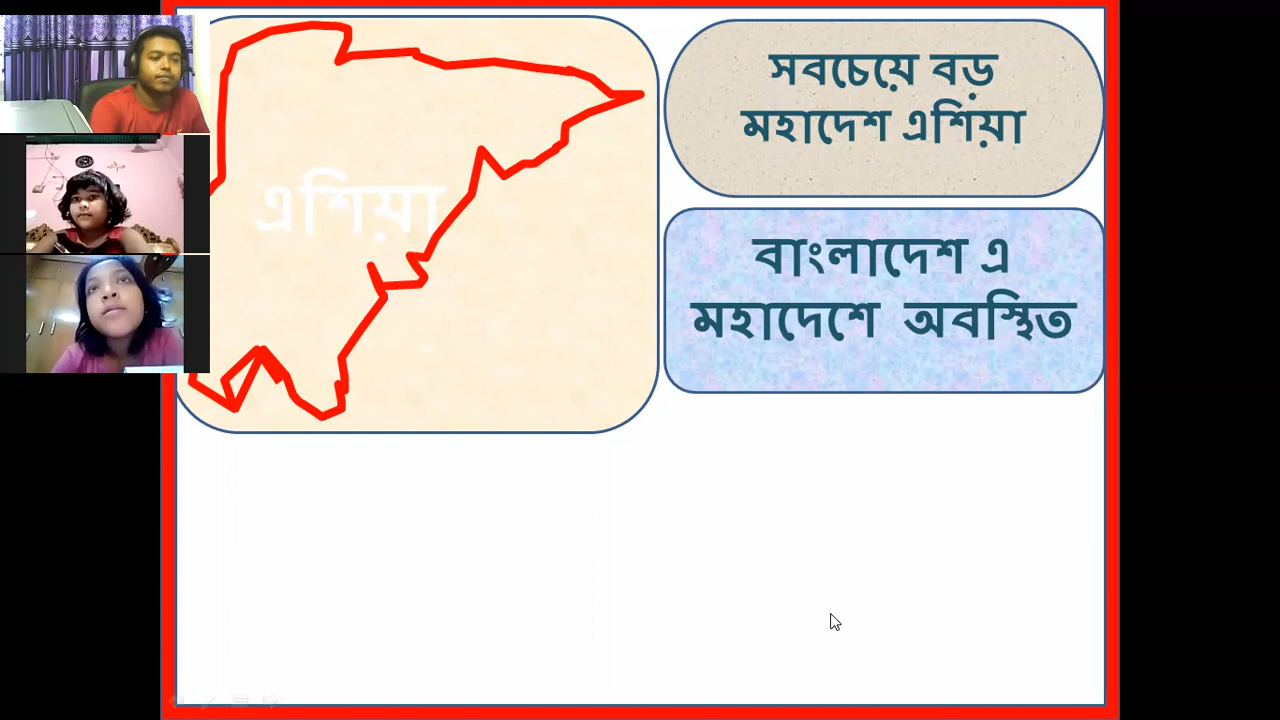 এশিয়া
সবচেয়ে বড়
মহাদেশ এশিয়া
বাংলাদেশ এ
মহাদেশে অবস্থিত